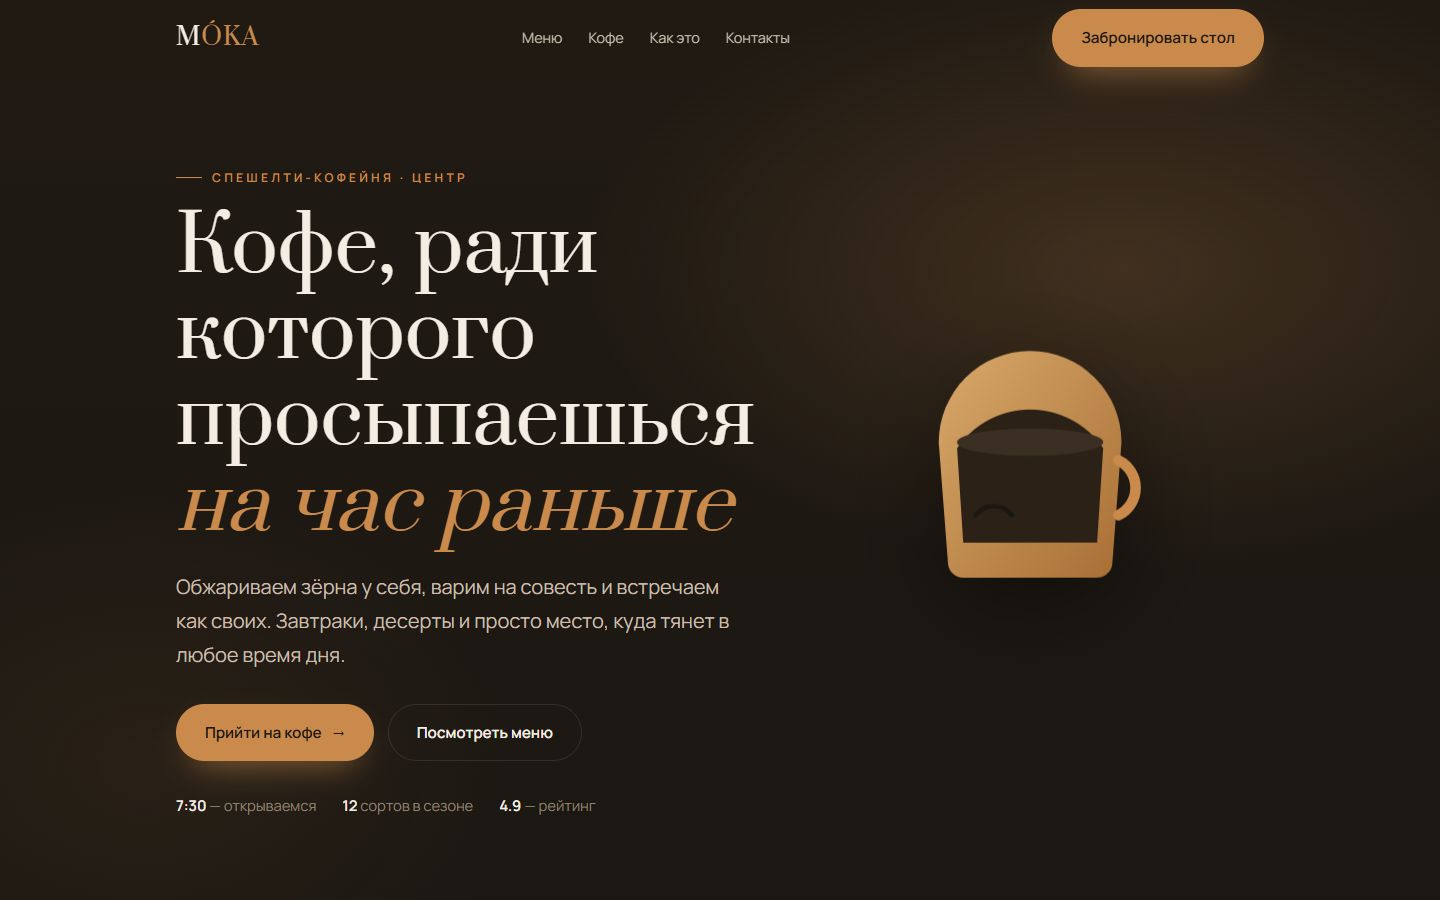 MÓKA
Меню Кофе Как это Контакты
Забронировать стол
СПЕШЕЛТИ-КОФЕЙНЯ · ЦЕНТР
Кофе, ради
которого
просыпаешься
на час раньше
Обжариваем зёрна у себя, варим на совесть и встречаем
как своих. Завтраки, десерты и просто место, куда тянет в
любое время дня.
Прийти на кофе →
Посмотреть меню
7:30 — открываемся 12 сортов в сезоне 4.9 — рейтинг